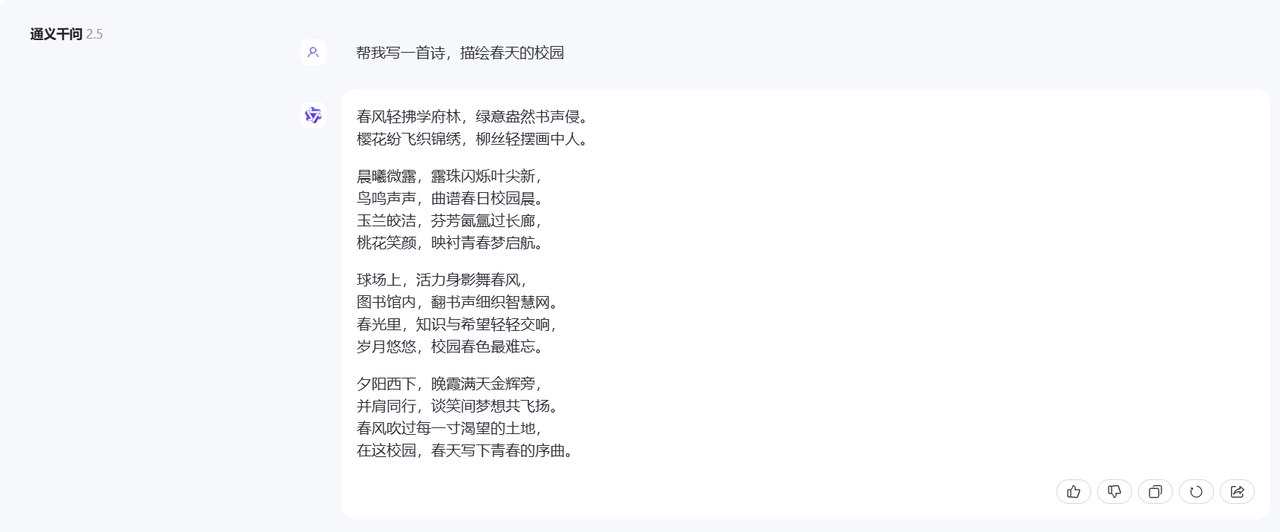 通义千问 2.5
帮我写一首诗，描绘春天的校园
春风轻拂学府林，绿意盎然书声侵。
樱花纷飞织锦绣，柳丝轻摆画中人。
晨曦微露，露珠闪烁叶尖新，
鸟鸣声声，曲谱春日校园晨。
玉兰皎洁，芬芳氤氲过长廊，
桃花笑颜，映衬青春梦启航。
球场上，活力身影舞春风，
图书馆内，翻书声细织智慧网。
春光里，知识与希望轻轻交响，
岁月悠悠，校园春色最难忘。
夕阳西下，晚霞满天金辉旁，
并肩同行，谈笑间梦想共飞扬。
春风吹过每一寸渴望的土地，
在这校园，春天写下青春的序曲。